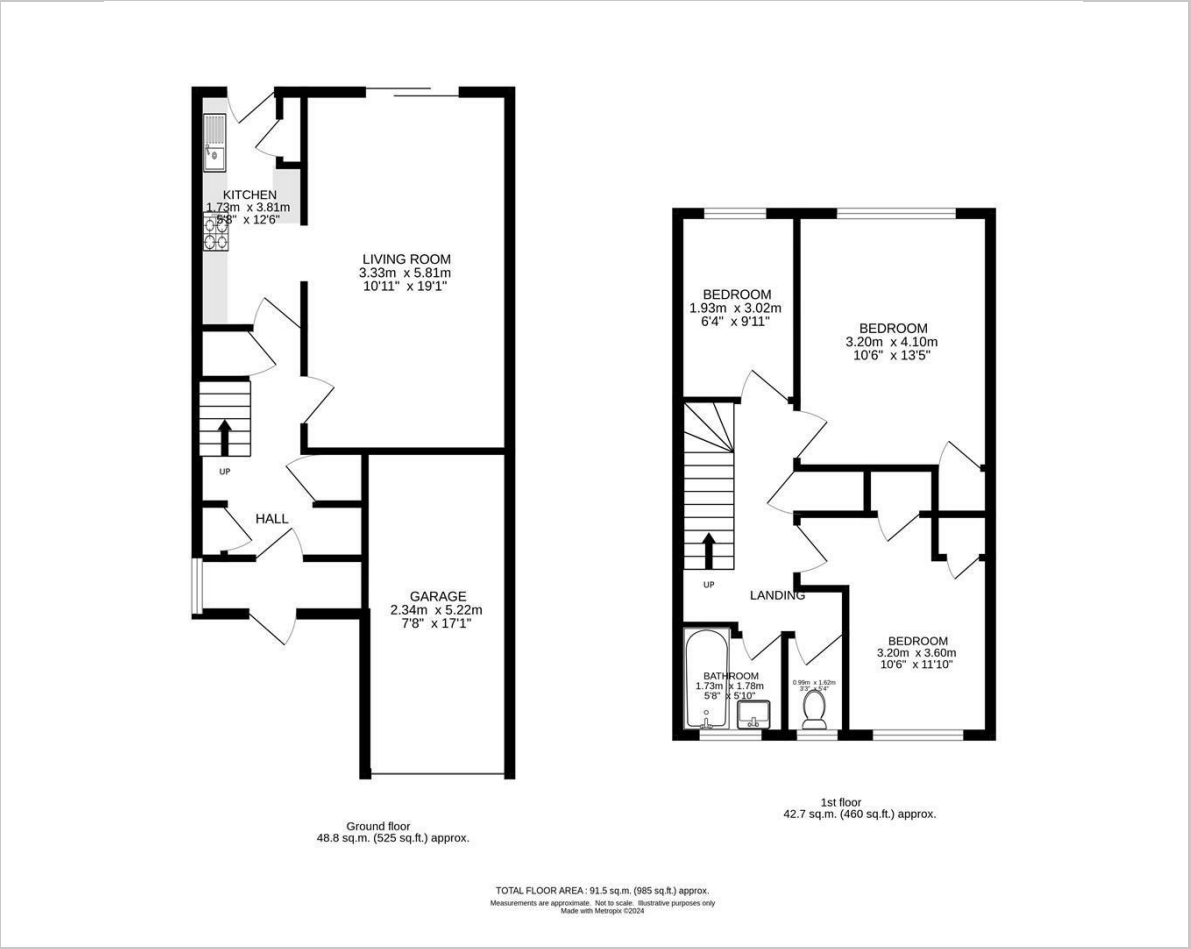 KITCHEN
1.73m x 3.81m
5'8" x 12'6"
LIVING ROOM
3.33m x 5.81m
10'11" x 19'1"
UP
HALL
GARAGE
2.34m x 5.22m
7'8" x 17'1"
Ground floor
48.8 sq.m. (525 sq.ft.) approx.
BEDROOM
1.93m x 3.02m
6'4" x 9'11"
BEDROOM
3.20m x 4.10m
10'6" x 13'5"
UP
LANDING
BEDROOM
3.20m x 3.60m
10'6" x 11'10"
BATHROOM
1.73m x 1.78m
5'8" x 5'10"
0.99m x 1.62m
3'3" x 5'4"
1st floor
42.7 sq.m. (460 sq.ft.) approx.
TOTAL FLOOR AREA : 91.5 sq.m. (985 sq.ft.) approx.
Measurements are approximate. Not to scale. Illustrative purposes only
Made with Metropix ©2024